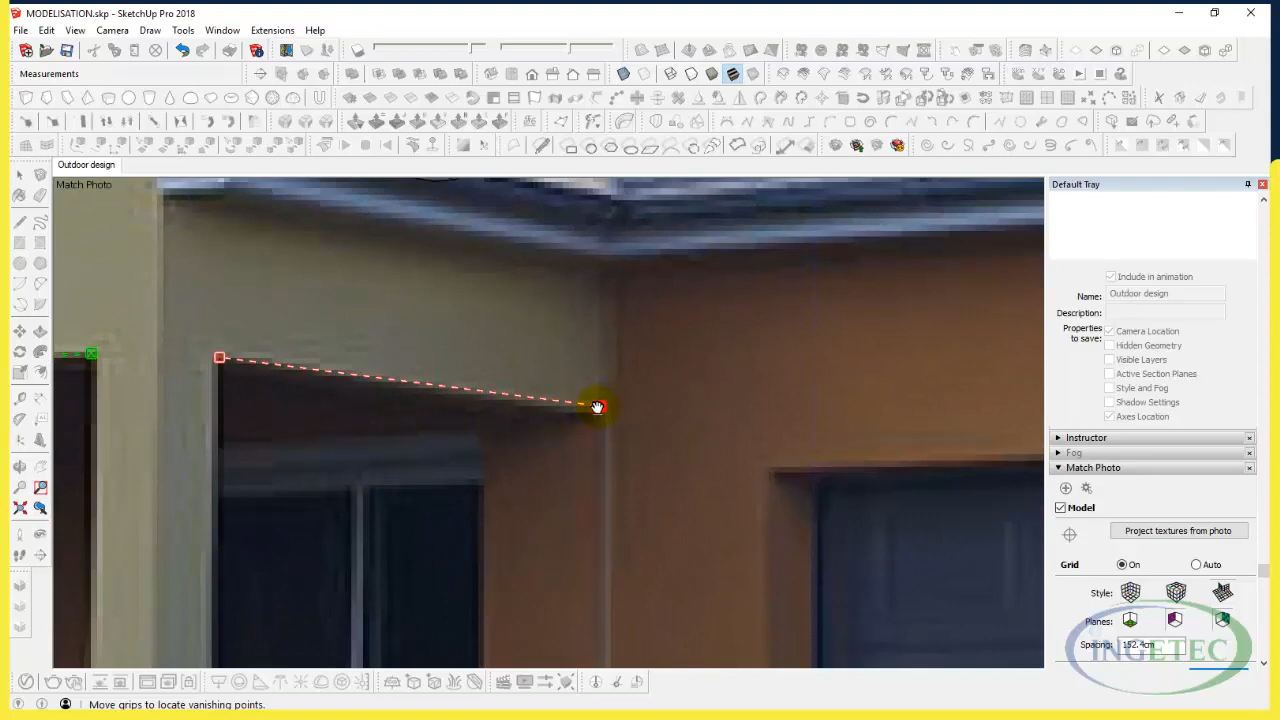 MODELISATION.skp - SketchUp Pro 2018
File Edit View Camera Draw Tools Window Extensions Help
Measurements
Outdoor design
Match Photo
Default Tray
Include in animation
Name: Outdoor design
Description:
Properties to save:
Camera Location
Hidden Geometry
Visible Layers
Active Section Planes
Style and Fog
Shadow Settings
Axes Location
Instructor
Fog
Match Photo
Model
Project textures from photo
Grid On Auto
Style:
Planes:
Spacing: 152.4cm
INGETEC
Move grips to locate vanishing points.